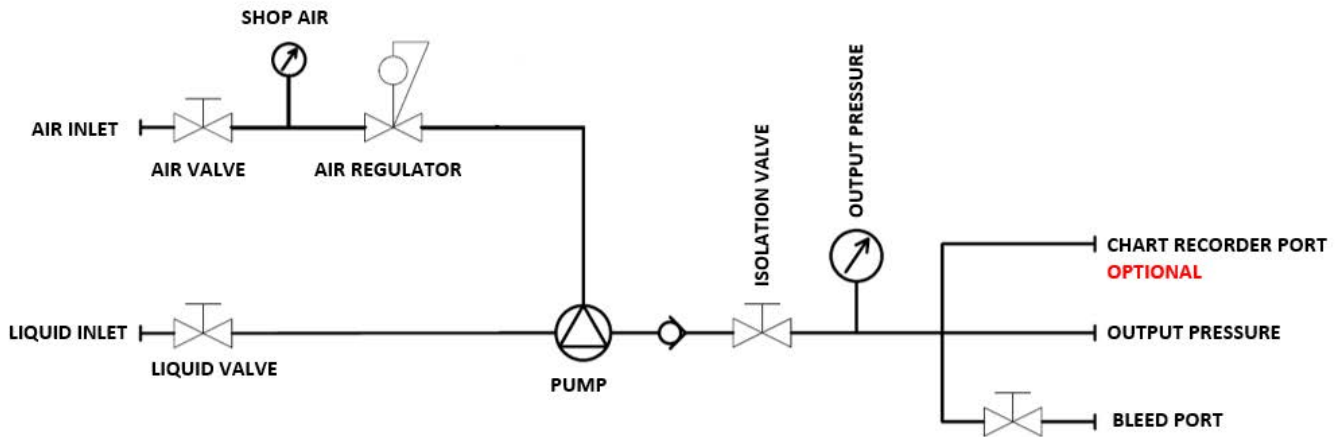 SHOP AIR
AIR INLET
AIR VALVE
AIR REGULATOR
ISOLATION VALVE
OUTPUT PRESSURE
CHART RECORDER PORT
OPTIONAL
LIQUID INLET
LIQUID VALVE
PUMP
OUTPUT PRESSURE
BLEED PORT